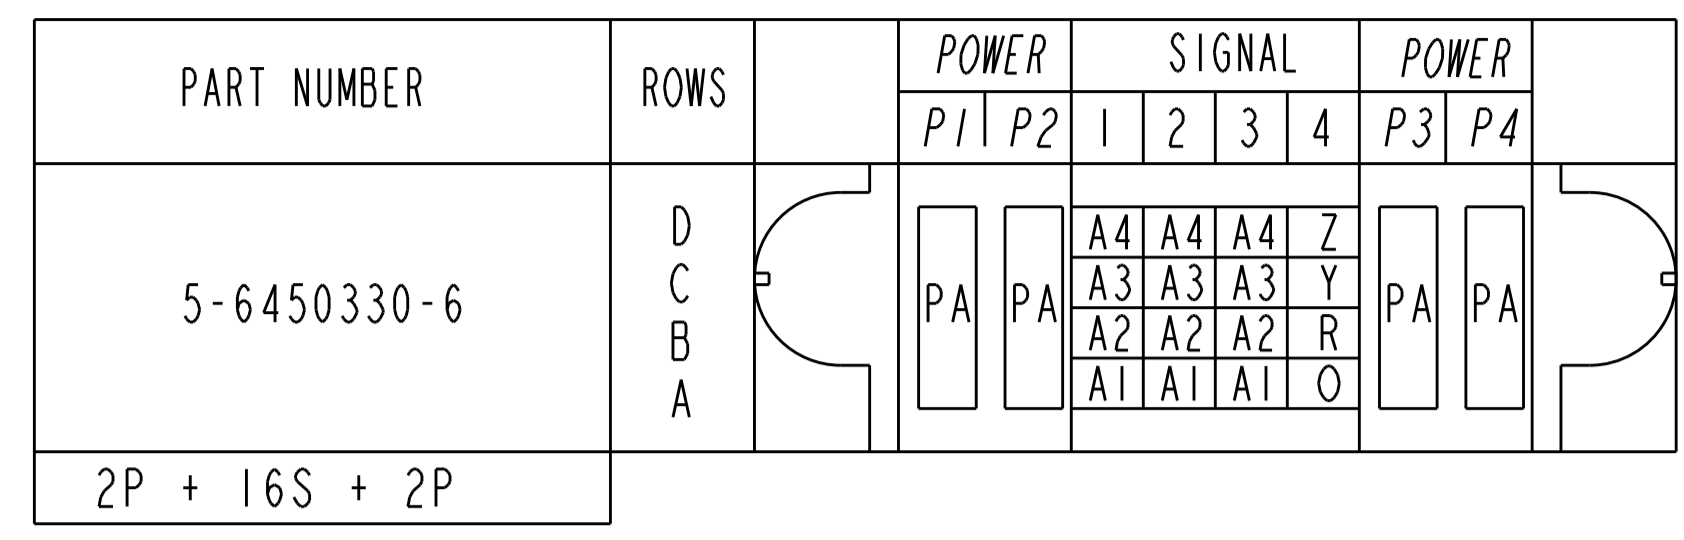 PART NUMBER ROWS POWER SIGNAL POWER
P1 P2 1 2 3 4 P3 P4
5-6450330-6
D
C
B
A
PA PA
A4 A4 A4 Z
A3 A3 A3 Y
A2 A2 A2 R
A1 A1 A1 O
PA PA
2P + 16S + 2P